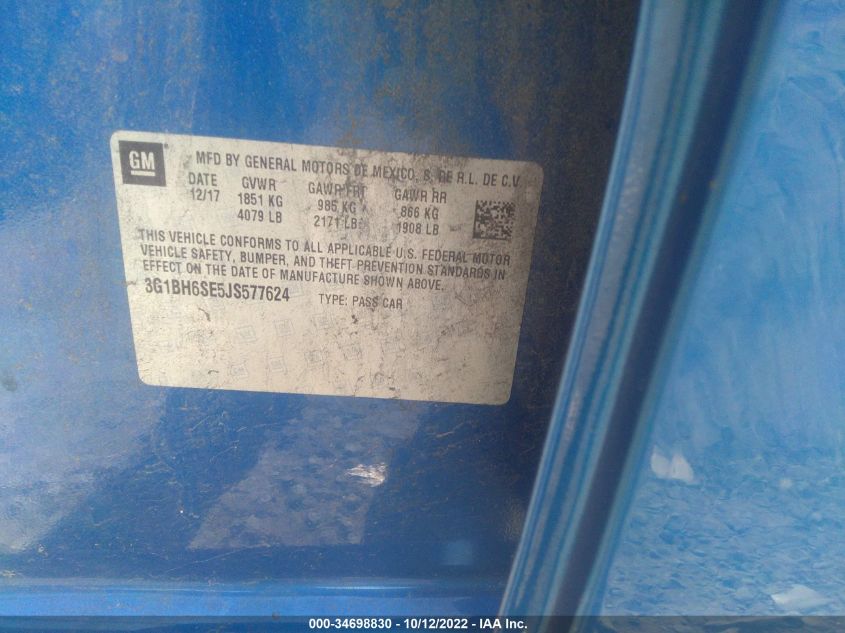 GM
MFD BY GENERAL MOTORS DE MEXICO, S. DE R.L. DE C.V.
DATE GVWR GAWR FRT GAWR RR
12/17 1851 KG 985 KG 866 KG
4079 LB 2171 LB 1908 LB
THIS VEHICLE CONFORMS TO ALL APPLICABLE U.S. FEDERAL MOTOR
VEHICLE SAFETY, BUMPER, AND THEFT PREVENTION STANDARDS IN
EFFECT ON THE DATE OF MANUFACTURE SHOWN ABOVE.
3G1BH6SE5JS577624 TYPE: PASS CAR
000-34698830 - 10/12/2022 - IAA Inc.